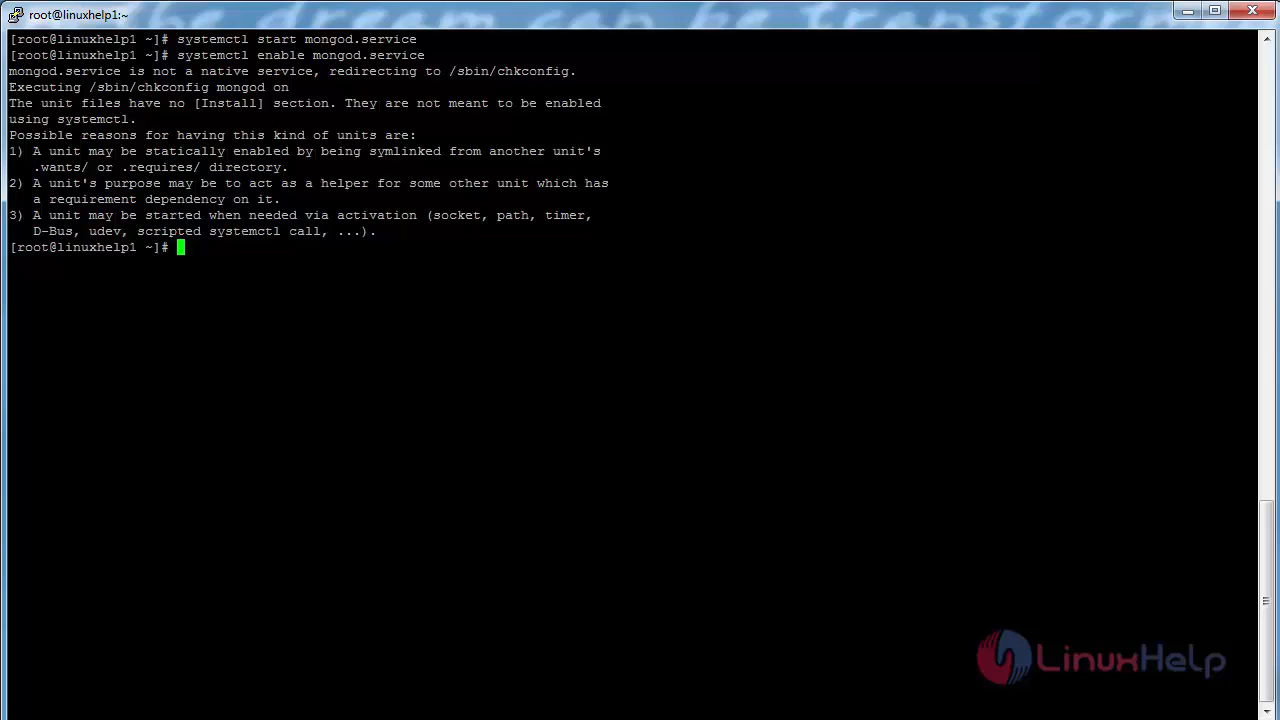 root@linuxhelp1:~
the dream can be transterm
[root@linuxhelp1 ~]# systemctl start mongod.service
[root@linuxhelp1 ~]# systemctl enable mongod.service
mongod.service is not a native service, redirecting to /sbin/chkconfig.
Executing /sbin/chkconfig mongod on
The unit files have no [Install] section. They are not meant to be enabled
using systemctl.
Possible reasons for having this kind of units are:
1) A unit may be statically enabled by being symlinked from another unit's
   .wants/ or .requires/ directory.
2) A unit's purpose may be to act as a helper for some other unit which has
   a requirement dependency on it.
3) A unit may be started when needed via activation (socket, path, timer,
   D-Bus, udev, scripted systemctl call, ...).
[root@linuxhelp1 ~]#
LinuxHelp